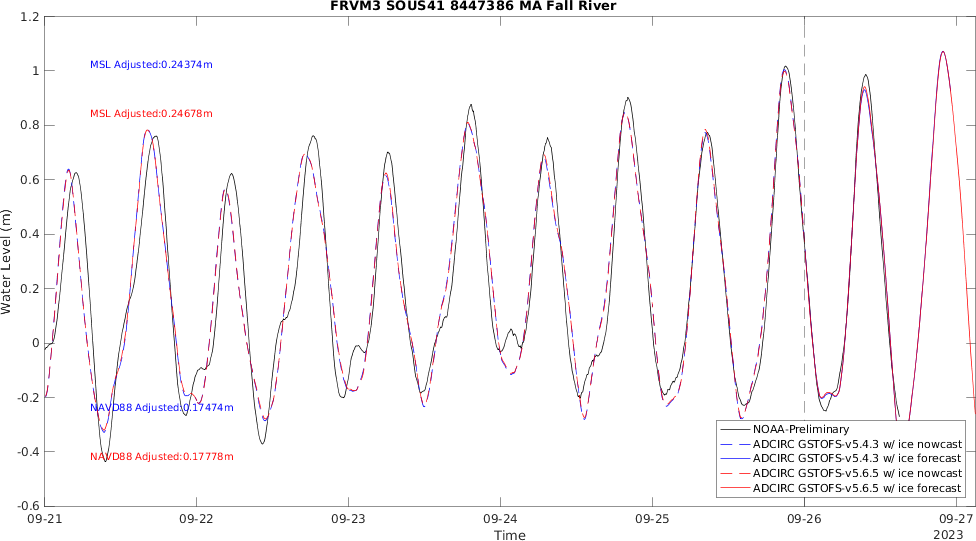 FRVM3 SOUS41 8447386 MA Fall River
1.2
1
0.8
0.6
0.4
0.2
0
-0.2
-0.4
-0.6
Water Level (m)
MSL Adjusted:0.24374m
MSL Adjusted:0.24678m
NAVD88 Adjusted:0.17474m
NAVD88 Adjusted:0.17778m
NOAA-Preliminary
ADCIRC GSTOFS-v5.4.3 w/ ice nowcast
ADCIRC GSTOFS-v5.4.3 w/ ice forecast
ADCIRC GSTOFS-v5.6.5 w/ ice nowcast
ADCIRC GSTOFS-v5.6.5 w/ ice forecast
09-21 09-22 09-23 09-24 09-25 09-26 09-27
Time
2023